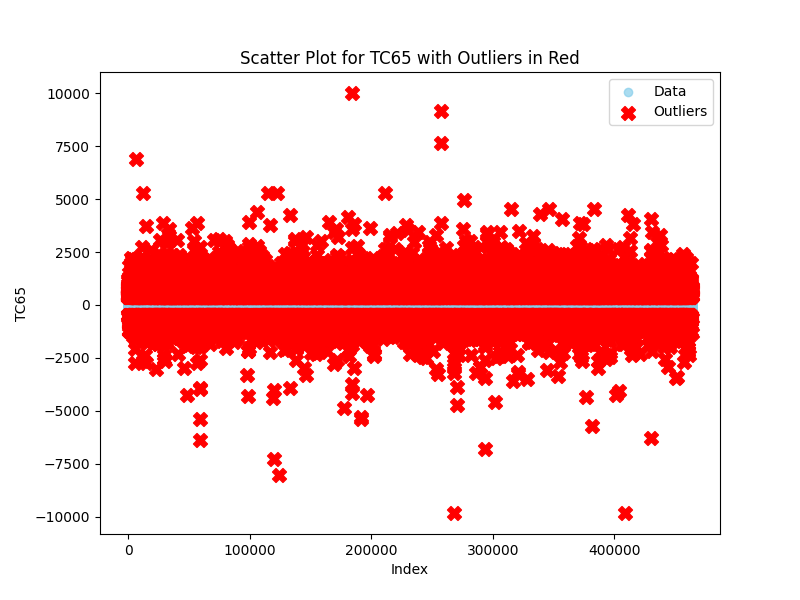 Scatter Plot for TC65 with Outliers in Red
Data
Outliers
10000
7500
5000
2500
0
−2500
−5000
−7500
−10000
TC65
0
100000
200000
300000
400000
Index